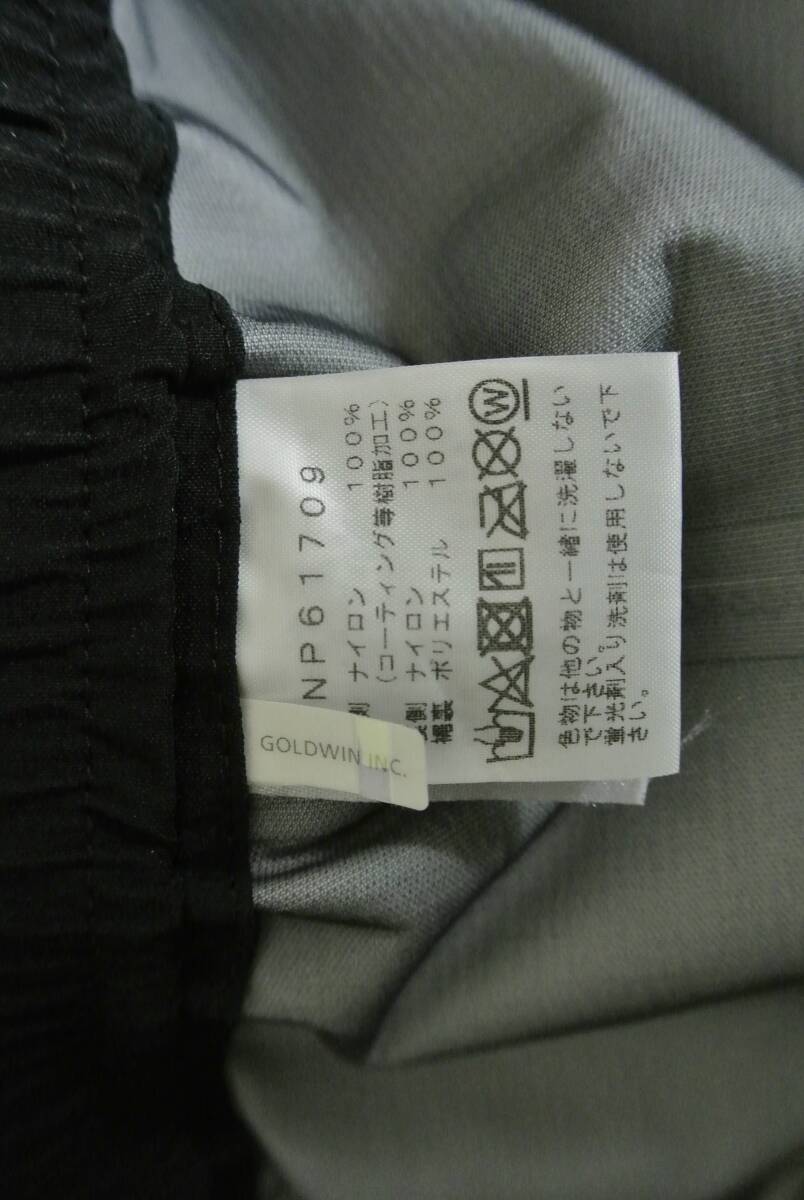 NP61709
ナイロン 100%
(コーティング等樹脂加工)
ナイロン 100%
縄裏 ポリエステル 100%
W
色物は他の物と一緒に洗濯しない
で下さい。
蛍光剤入り洗剤は使用しないで下
さい。
GOLDWIN INC.